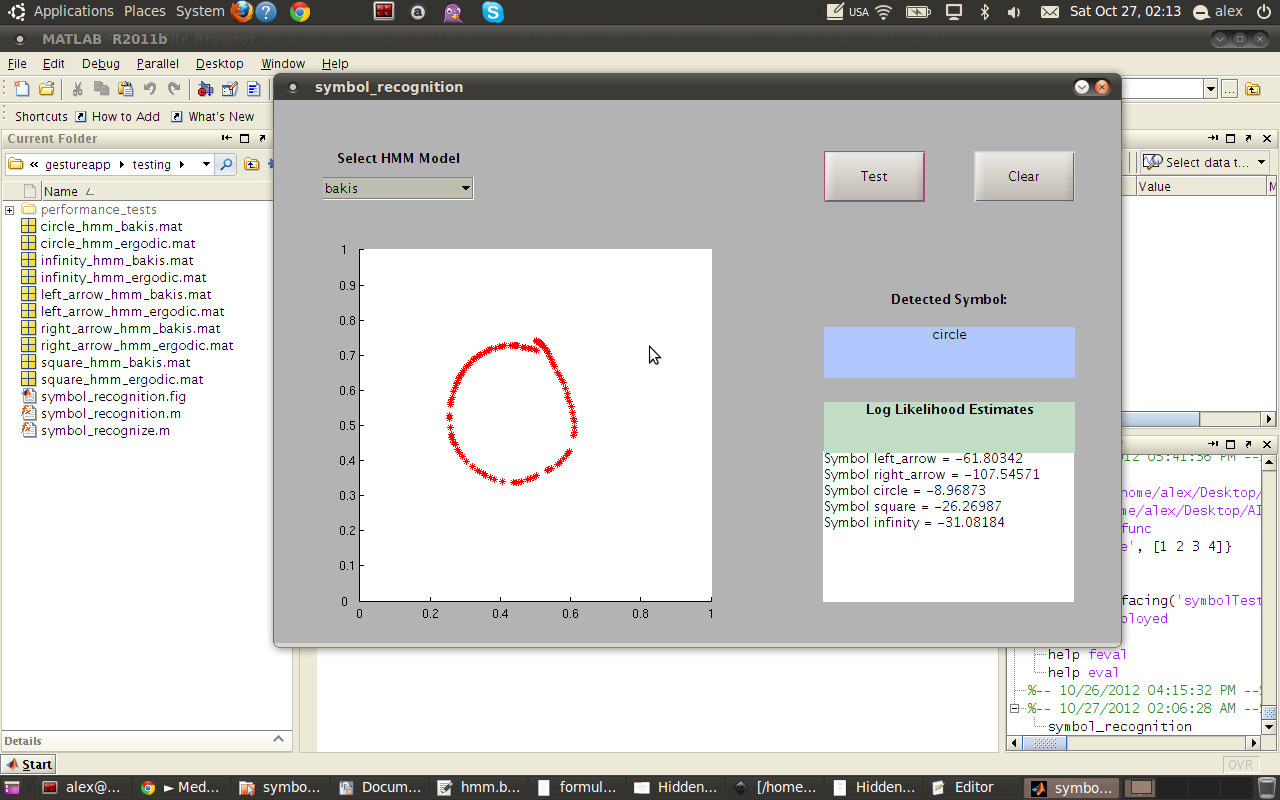 Applications Places System USA Sat Oct 27, 02:13 alex
MATLAB R2011b
File Edit Debug Parallel Desktop Window Help
symbol_recognition
Shortcuts How to Add What's New
Current Folder
« gestureapp testing
Name
performance_tests
circle_hmm_bakis.mat
circle_hmm_ergodic.mat
infinity_hmm_bakis.mat
infinity_hmm_ergodic.mat
left_arrow_hmm_bakis.mat
left_arrow_hmm_ergodic.mat
right_arrow_hmm_bakis.mat
right_arrow_hmm_ergodic.mat
square_hmm_bakis.mat
square_hmm_ergodic.mat
symbol_recognition.fig
symbol_recognition.m
symbol_recognize.m
Details
Select HMM Model
bakis
Test Clear
1
0.9
0.8
0.7
0.6
0.5
0.4
0.3
0.2
0.1
0
0 0.2 0.4 0.6 0.8 1
Detected Symbol:
circle
Log Likelihood Estimates
Symbol left_arrow = −61.80342
Symbol right_arrow = −107.54571
Symbol circle = −8.96873
Symbol square = −26.26987
Symbol infinity = −31.08184
Select data t...
Value M
2012 05:41:36 PM --
home/alex/Desktop/
me/alex/Desktop/AI
func
e', [1 2 3 4]}
facing('symbolTest
ployed
help feval
help eval
%-- 10/26/2012 04:15:32 PM --
%-- 10/27/2012 02:06:28 AM --
symbol_recognition
Start
OVR
alex@... ► Med... symbo... Docum... hmm.b... formul... Hidden... [/home... Hidden... Editor symbo...